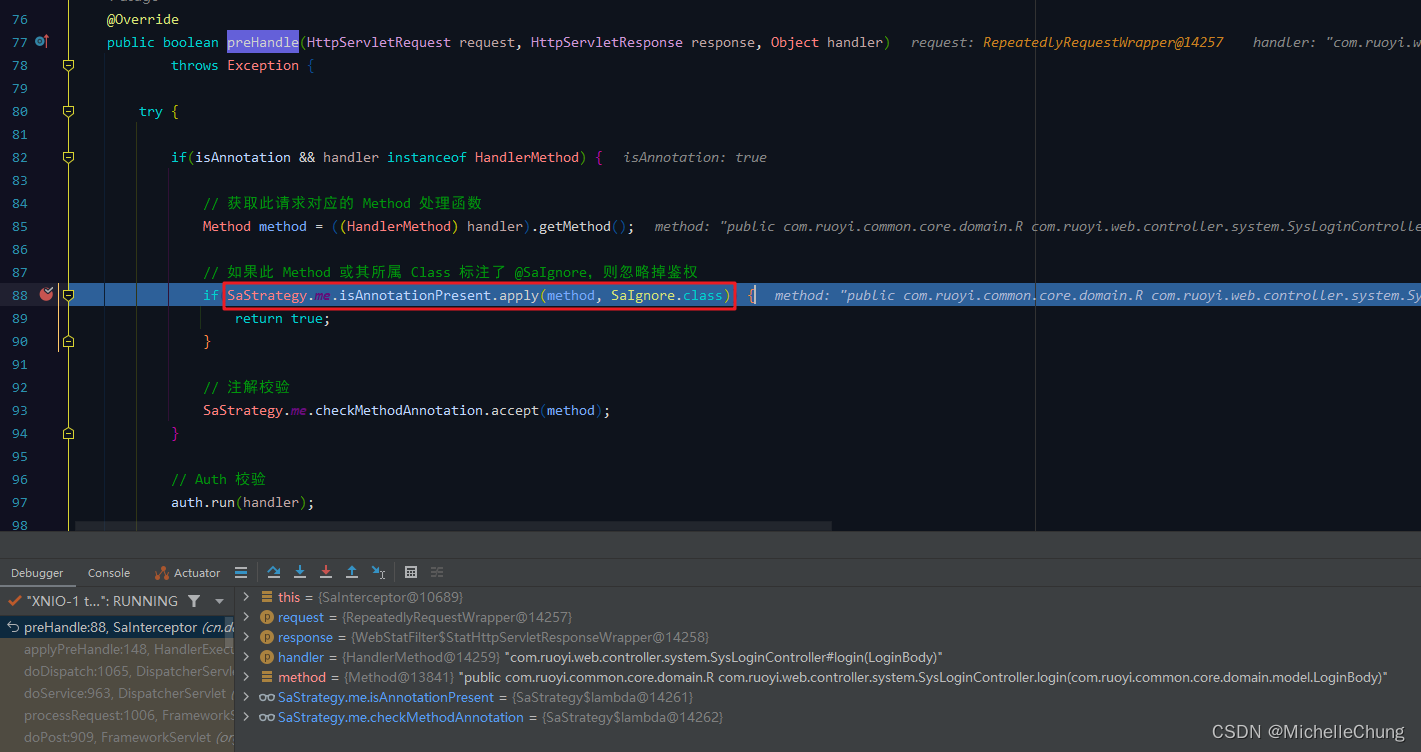 76 @Override
77 public boolean preHandle(HttpServletRequest request, HttpServletResponse response, Object handler) request: RepeatedlyRequestWrapper@14257 handler: "com.ruoyi.w
78 throws Exception {
79
80 try {
81
82 if(isAnnotation && handler instanceof HandlerMethod) { isAnnotation: true
83
84 // 获取此请求对应的 Method 处理函数
85 Method method = ((HandlerMethod) handler).getMethod(); method: "public com.ruoyi.common.core.domain.R com.ruoyi.web.controller.system.SysLoginControlle
86
87 // 如果此 Method 或其所属 Class 标注了 @SaIgnore，则忽略掉鉴权
88 if SaStrategy.me.isAnnotationPresent.apply(method, SaIgnore.class) { method: "public com.ruoyi.common.core.domain.R com.ruoyi.web.controller.system.Sy
89 return true;
90 }
91
92 // 注解校验
93 SaStrategy.me.checkMethodAnnotation.accept(method);
94 }
95
96 // Auth 校验
97 auth.run(handler);
98
Debugger Console Actuator
"XNIO-1 t...": RUNNING
preHandle:88, SaInterceptor (cn.d
applyPreHandle:148, HandlerExecu
doDispatch:1065, DispatcherServl
doService:963, DispatcherServlet
processRequest:1006, FrameworkS
doPost:909, FrameworkServlet (or
this = {SaInterceptor@10689}
request = {RepeatedlyRequestWrapper@14257}
response = {WebStatFilter$StatHttpServletResponseWrapper@14258}
handler = {HandlerMethod@14259} "com.ruoyi.web.controller.system.SysLoginController#login(LoginBody)"
method = {Method@13841} "public com.ruoyi.common.core.domain.R com.ruoyi.web.controller.system.SysLoginController.login(com.ruoyi.common.core.domain.model.LoginBody)"
SaStrategy.me.isAnnotationPresent = {SaStrategy$lambda@14261}
SaStrategy.me.checkMethodAnnotation = {SaStrategy$lambda@14262}
CSDN @MichelleChung